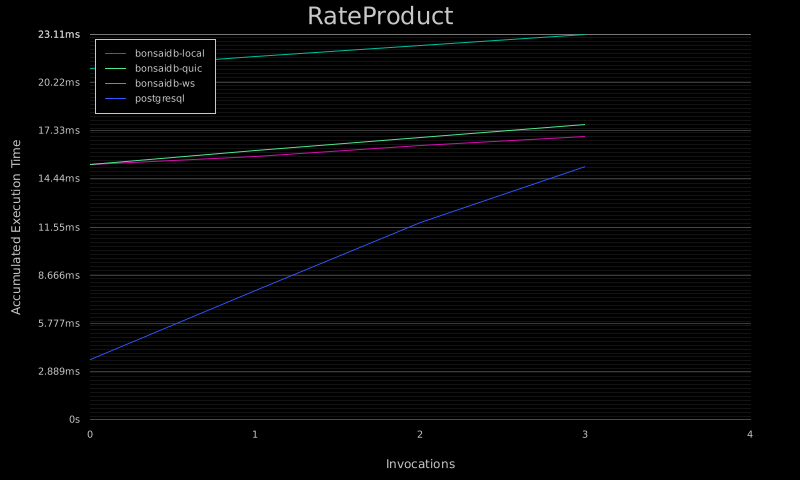 RateProduct
23.11ms
20.22ms
17.33ms
14.44ms
11.55ms
8.666ms
5.777ms
2.889ms
0s
bonsaidb-local
bonsaidb-quic
bonsaidb-ws
postgresql
Accumulated Execution Time
0 1 2 3 4
Invocations